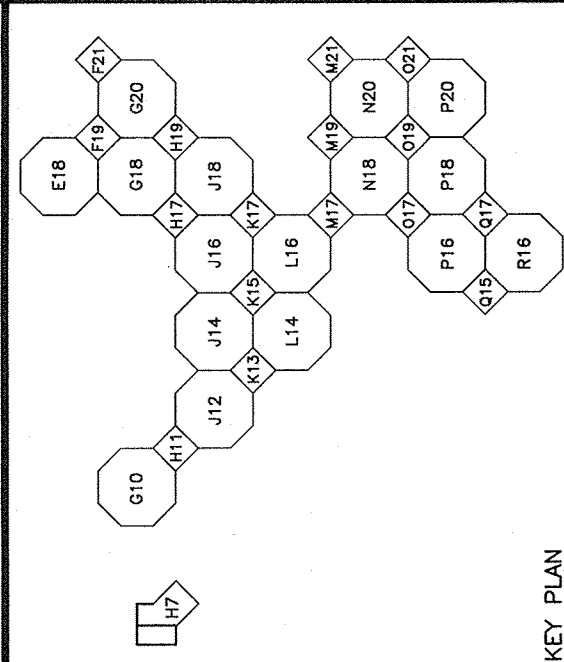 F21
G20
E18
F19
G18
H19
J18
H17
J16
K17
L16
J14
K15
L14
K13
J12
H11
G10
H7
M21
N20
O21
P20
M19
N18
O19
P18
M17
O17
P16
Q17
R16
Q15
KEY PLAN